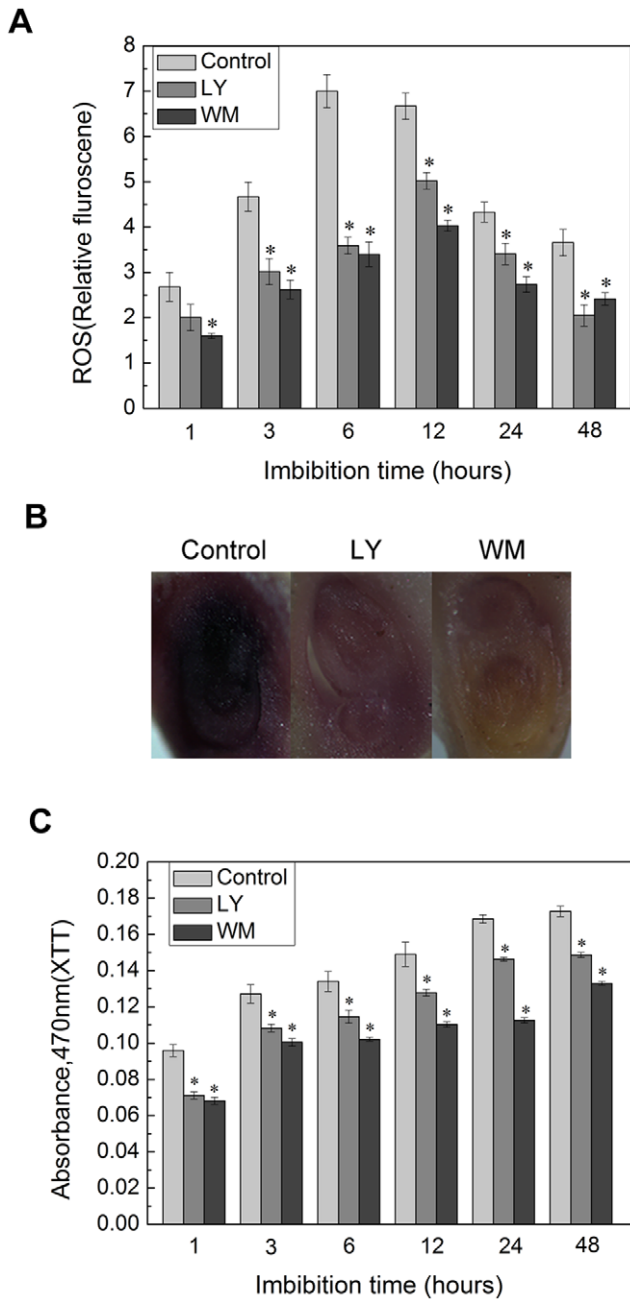 A
Control
LY
WM
ROS(Relative fluroscene)
8
7
6
5
4
3
2
1
0
* * * * * * * * * * *
1 3 6 12 24 48
Imbibition time (hours)
B
Control LY WM
C
Control
LY
WM
Absorbance,470nm(XTT)
0.20
0.18
0.16
0.14
0.12
0.10
0.08
0.06
0.04
0.02
0.00
* * * * * * * * * * * *
1 3 6 12 24 48
Imbibition time (hours)